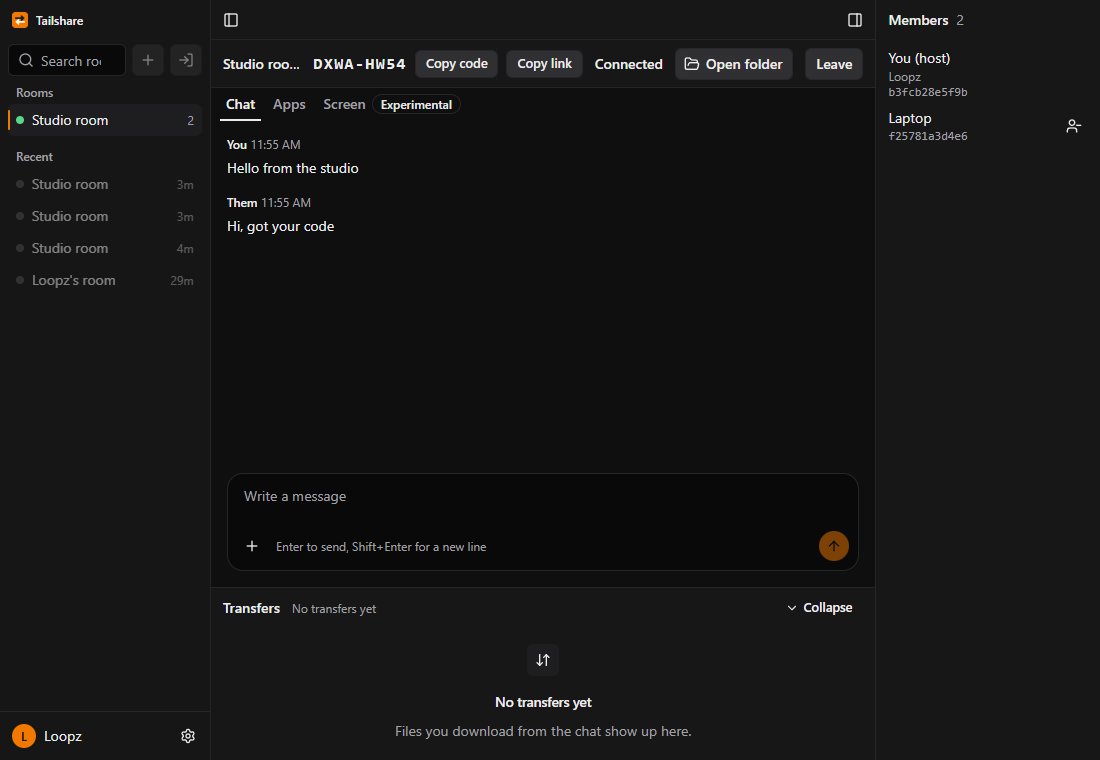 Tailshare
Search ro
Rooms
Studio room 2
Recent
Studio room 3m
Studio room 3m
Studio room 4m
Loopz's room 29m
L Loopz
Studio roo... DXWA-HW54 Copy code Copy link Connected Open folder Leave
Chat Apps Screen Experimental
You 11:55 AM
Hello from the studio
Them 11:55 AM
Hi, got your code
Write a message
Enter to send, Shift+Enter for a new line
Transfers No transfers yet Collapse
No transfers yet
Files you download from the chat show up here.
Members 2
You (host)
Loopz
b3fcb28e5f9b
Laptop
f25781a3d4e6